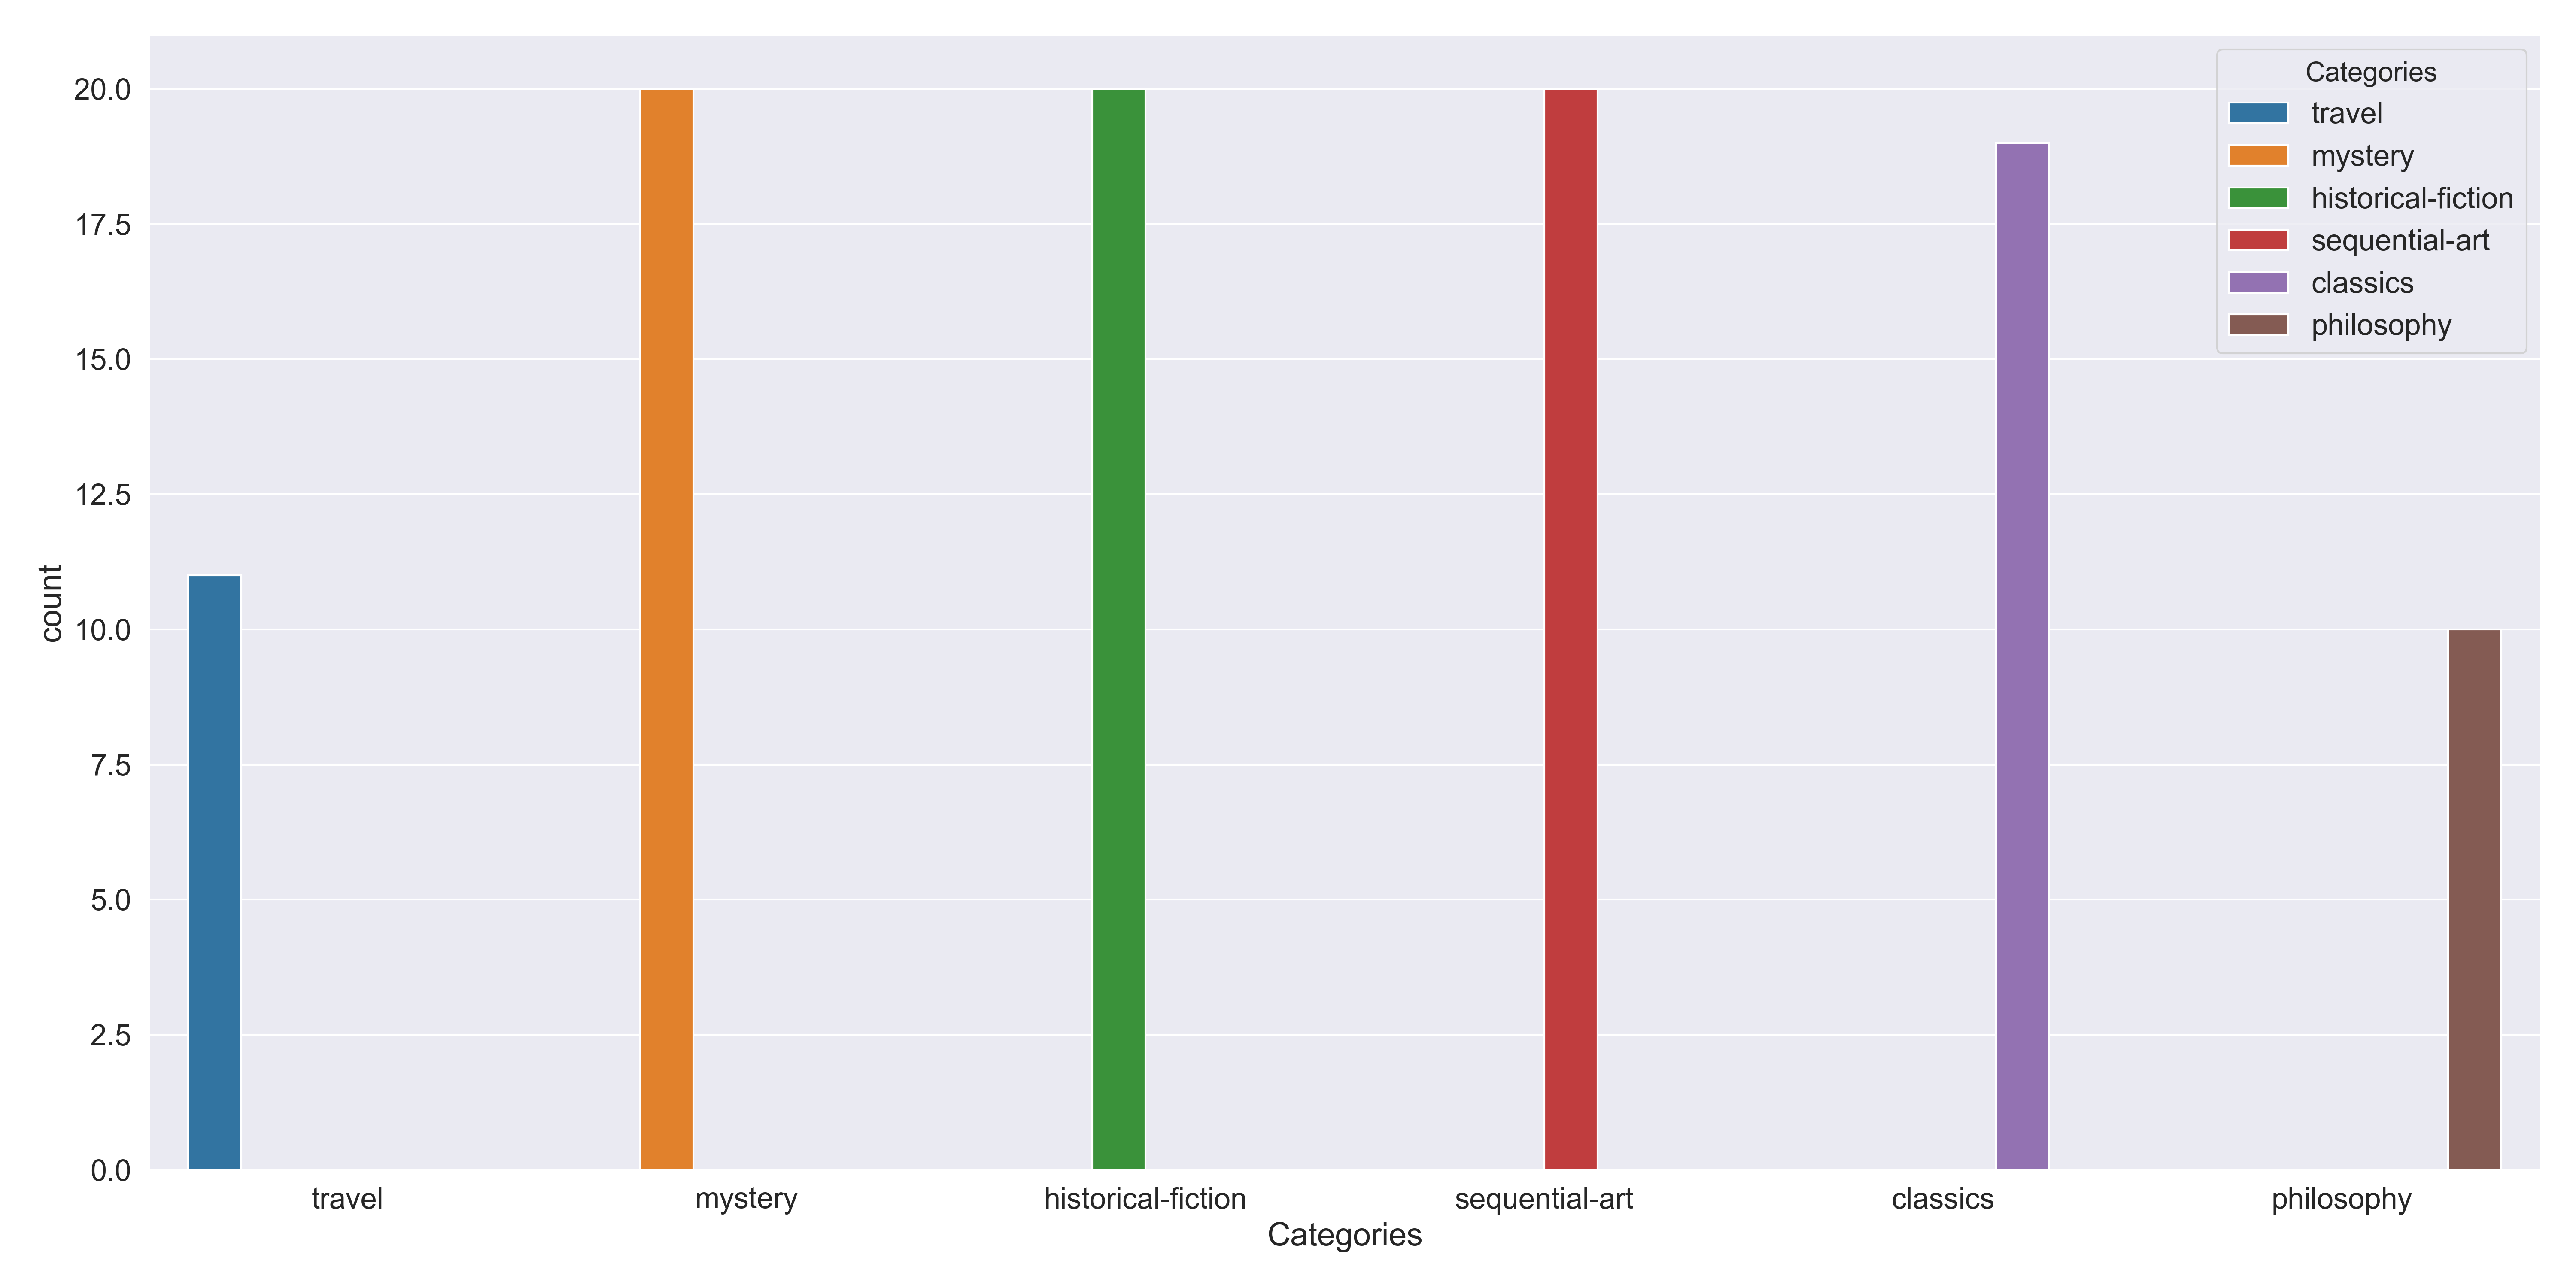 Categories
travel
mystery
historical-fiction
sequential-art
classics
philosophy
20.0
17.5
15.0
12.5
10.0
7.5
5.0
2.5
0.0
count
travel mystery historical-fiction sequential-art classics philosophy
Categories